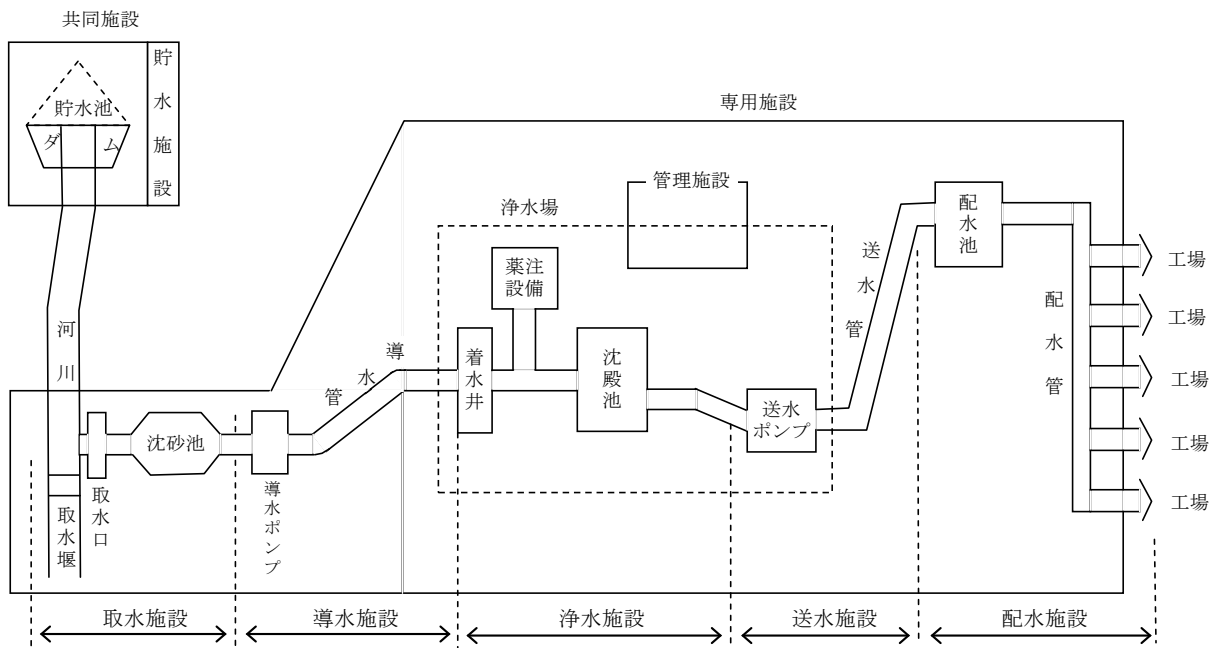 共同施設
貯水施設
貯水池
ダム
専用施設
管理施設
浄水場
配水池
薬注
設備
送水管
工場
工場
工場
工場
工場
配水管
河川
導水管
着水井
沈殿池
送水
ポンプ
沈砂池
取水口
取水堰
導水ポンプ
取水施設
導水施設
浄水施設
送水施設
配水施設